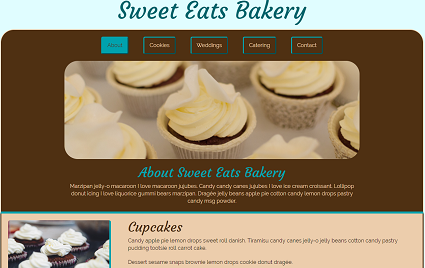 Sweet Eats Bakery
About
Cookies
Weddings
Catering
Contact
About Sweet Eats Bakery
Marzipan jelly-o macaroon I love macaroon jujubes. Candy candy canes jujubes I love ice cream croissant. Lollipop
donut icing I love liquorice gummi bears marzipan. Dragée jelly beans apple pie cotton candy lemon drops pastry
candy msg powder.
Cupcakes
Candy apple pie lemon drops sweet roll danish. Tiramisu candy canes jelly-o jelly beans cotton candy pastry
pudding tootsie roll carrot cake.
Dessert sesame snaps brownie lemon drops cookie donut dragée.